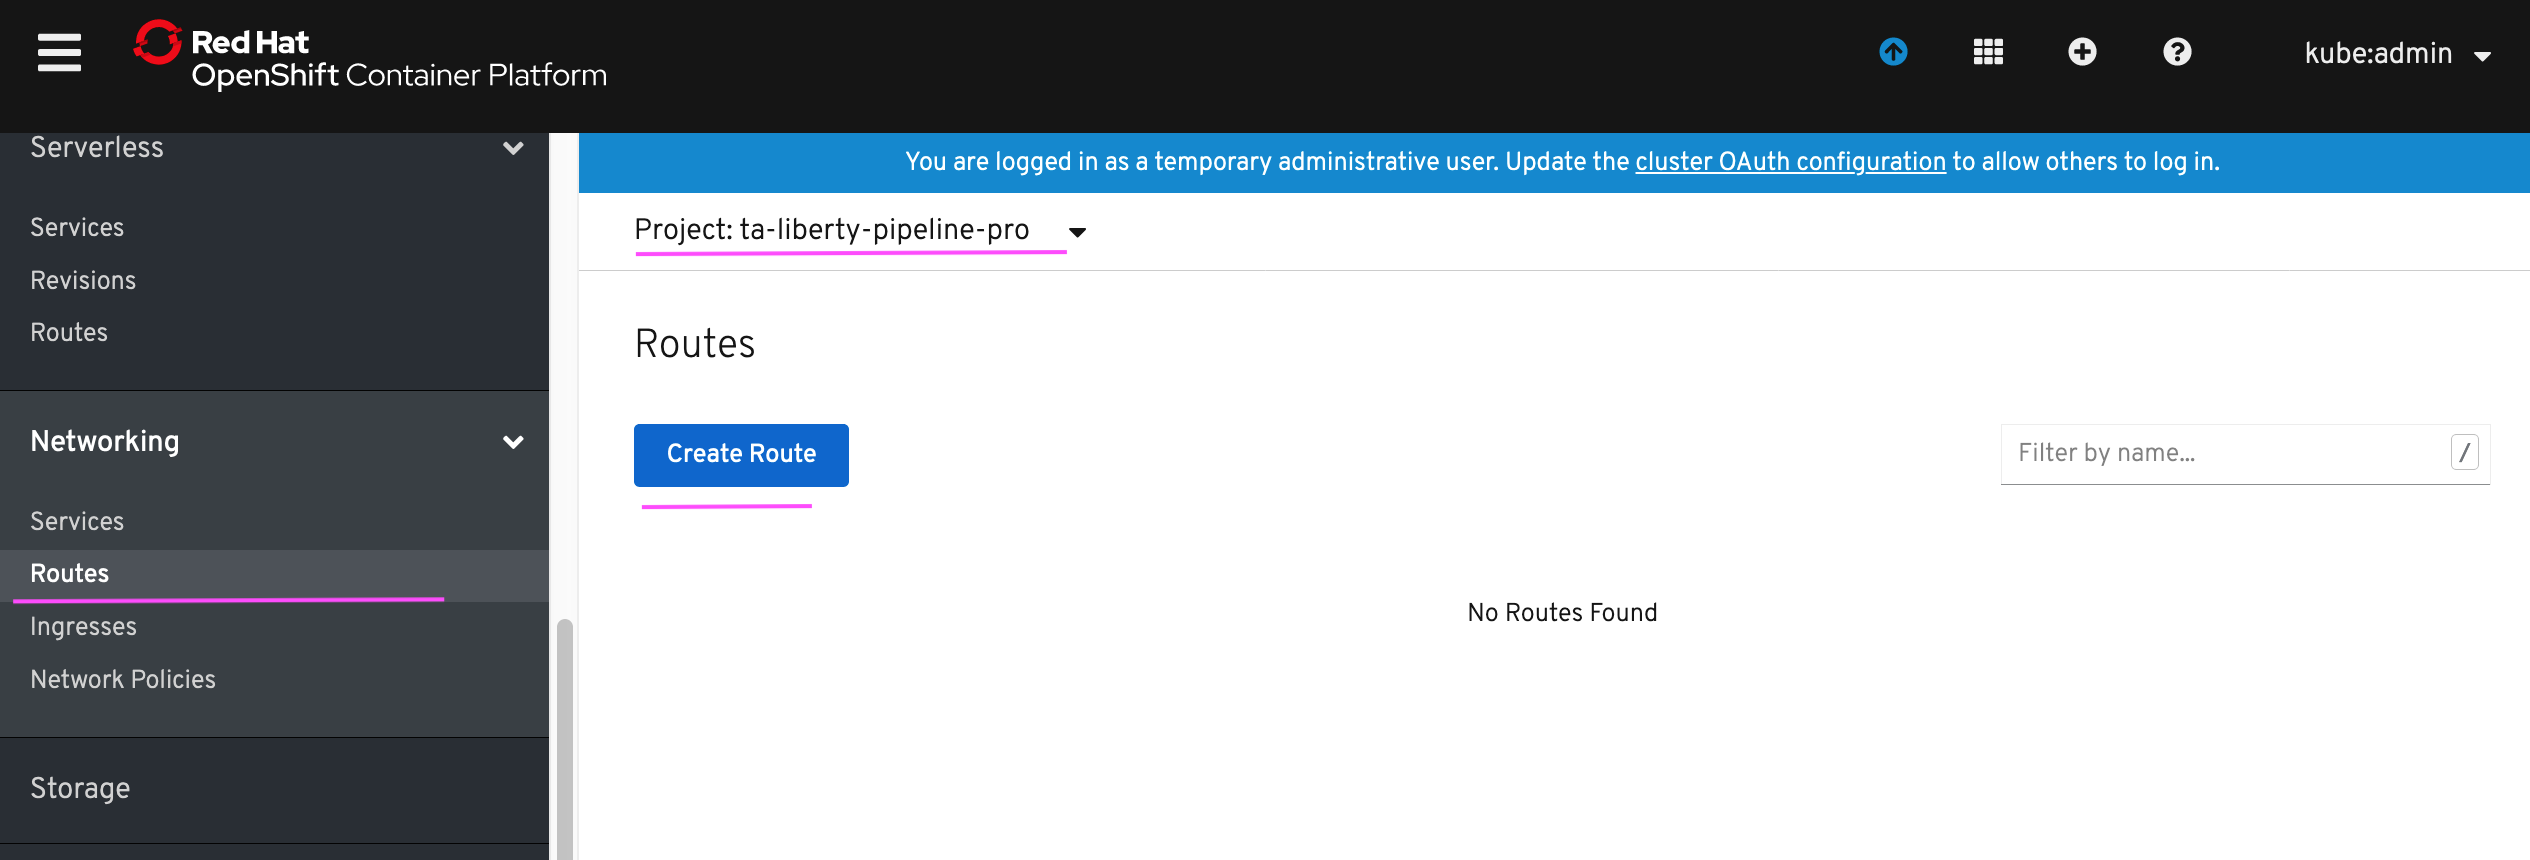 Red Hat
OpenShift Container Platform
kube:admin
Serverless
Services
Revisions
Routes
Networking
Services
Routes
Ingresses
Network Policies
Storage
You are logged in as a temporary administrative user. Update the cluster OAuth configuration to allow others to log in.
Project: ta-liberty-pipeline-pro
Routes
Create Route
Filter by name...
/
No Routes Found